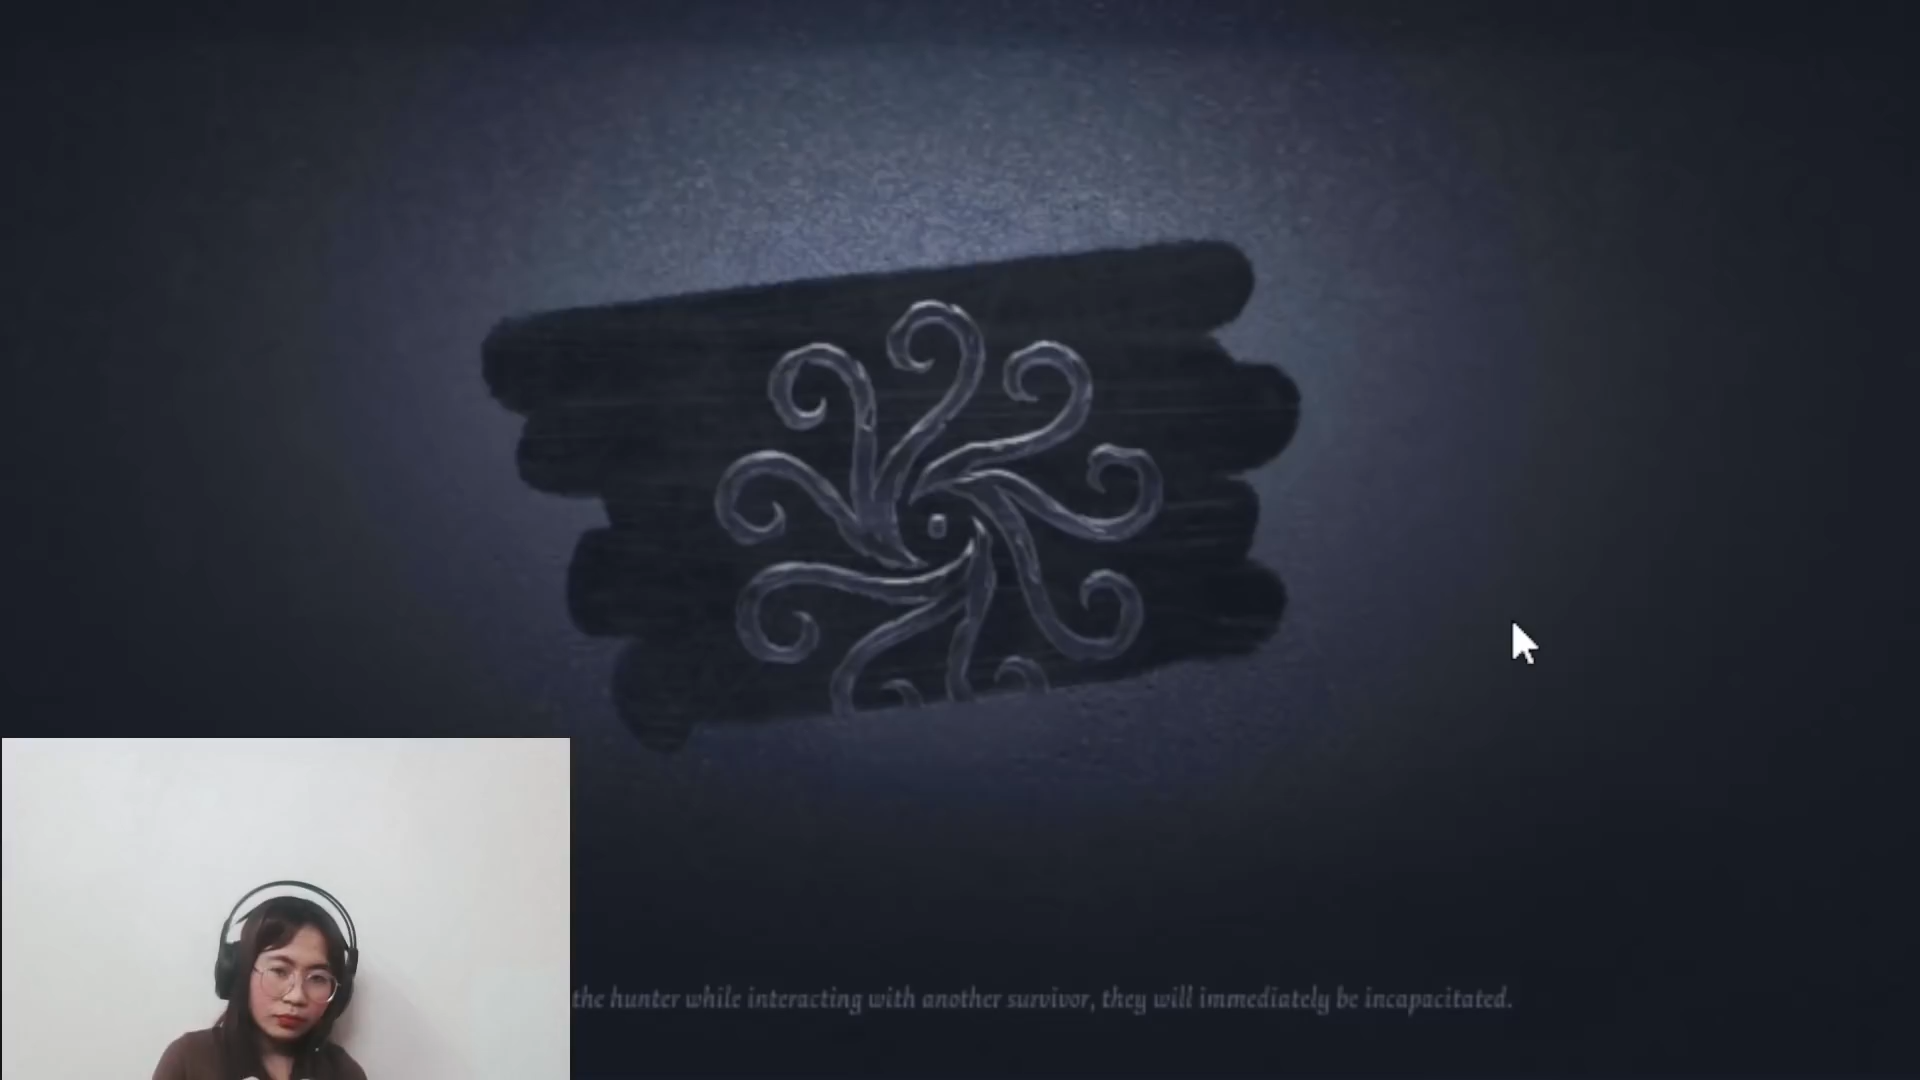 the hunter while interacting with another survivor, they will immediately be incapacitated.